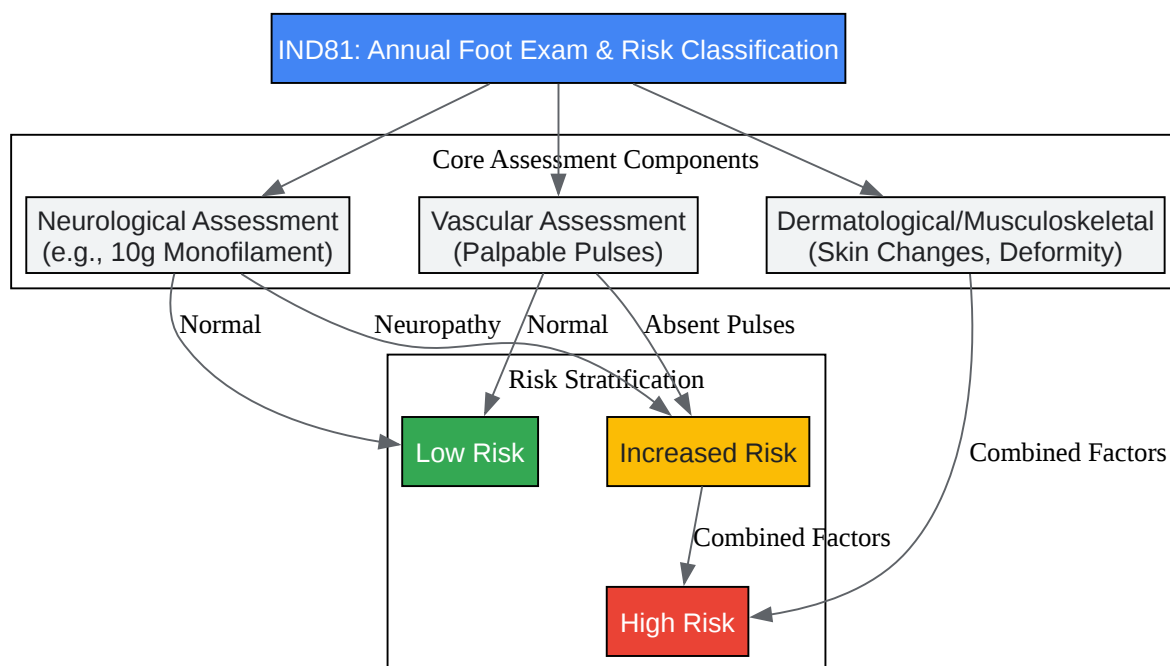 IND81: Annual Foot Exam & Risk Classification
Core Assessment Components
Neurological Assessment
(e.g., 10g Monofilament)
Vascular Assessment
(Palpable Pulses)
Dermatological/Musculoskeletal
(Skin Changes, Deformity)
Normal
Neuropathy
Normal
Absent Pulses
Risk Stratification
Low Risk
Increased Risk
Combined Factors
Combined Factors
High Risk